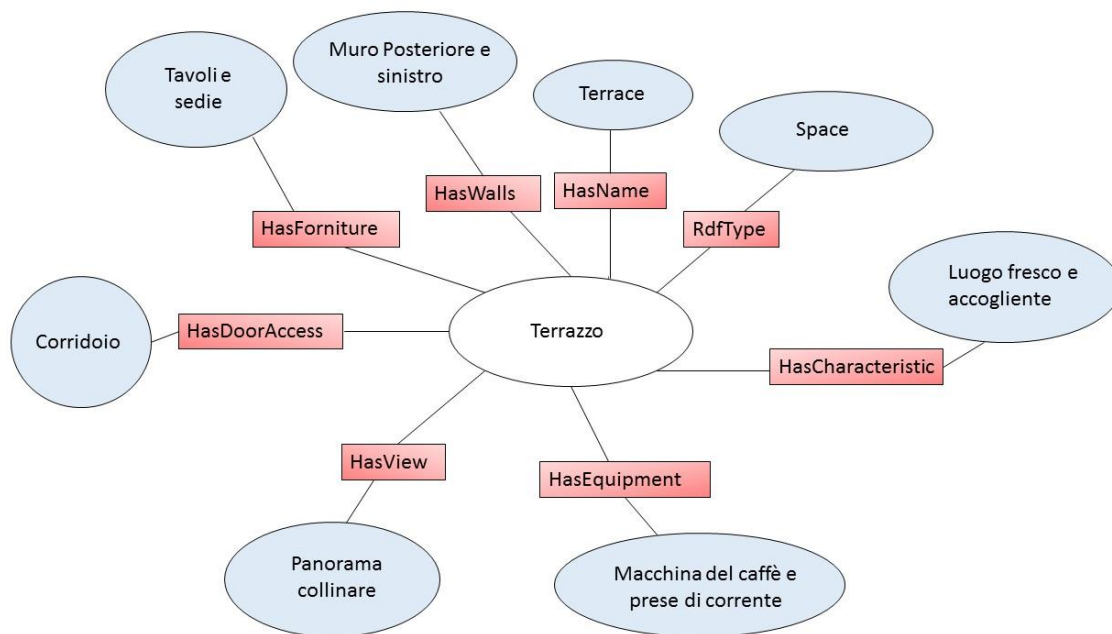 Muro Posteriore e
sinistro
Tavoli e
sedie
Terrace
Space
HasWalls
HasName
HasForniture
RdfType
Luogo fresco e
accogliente
Corridoio
HasDoorAccess
Terrazzo
HasCharacteristic
HasView
HasEquipment
Panorama
collinare
Macchina del caffè e
prese di corrente